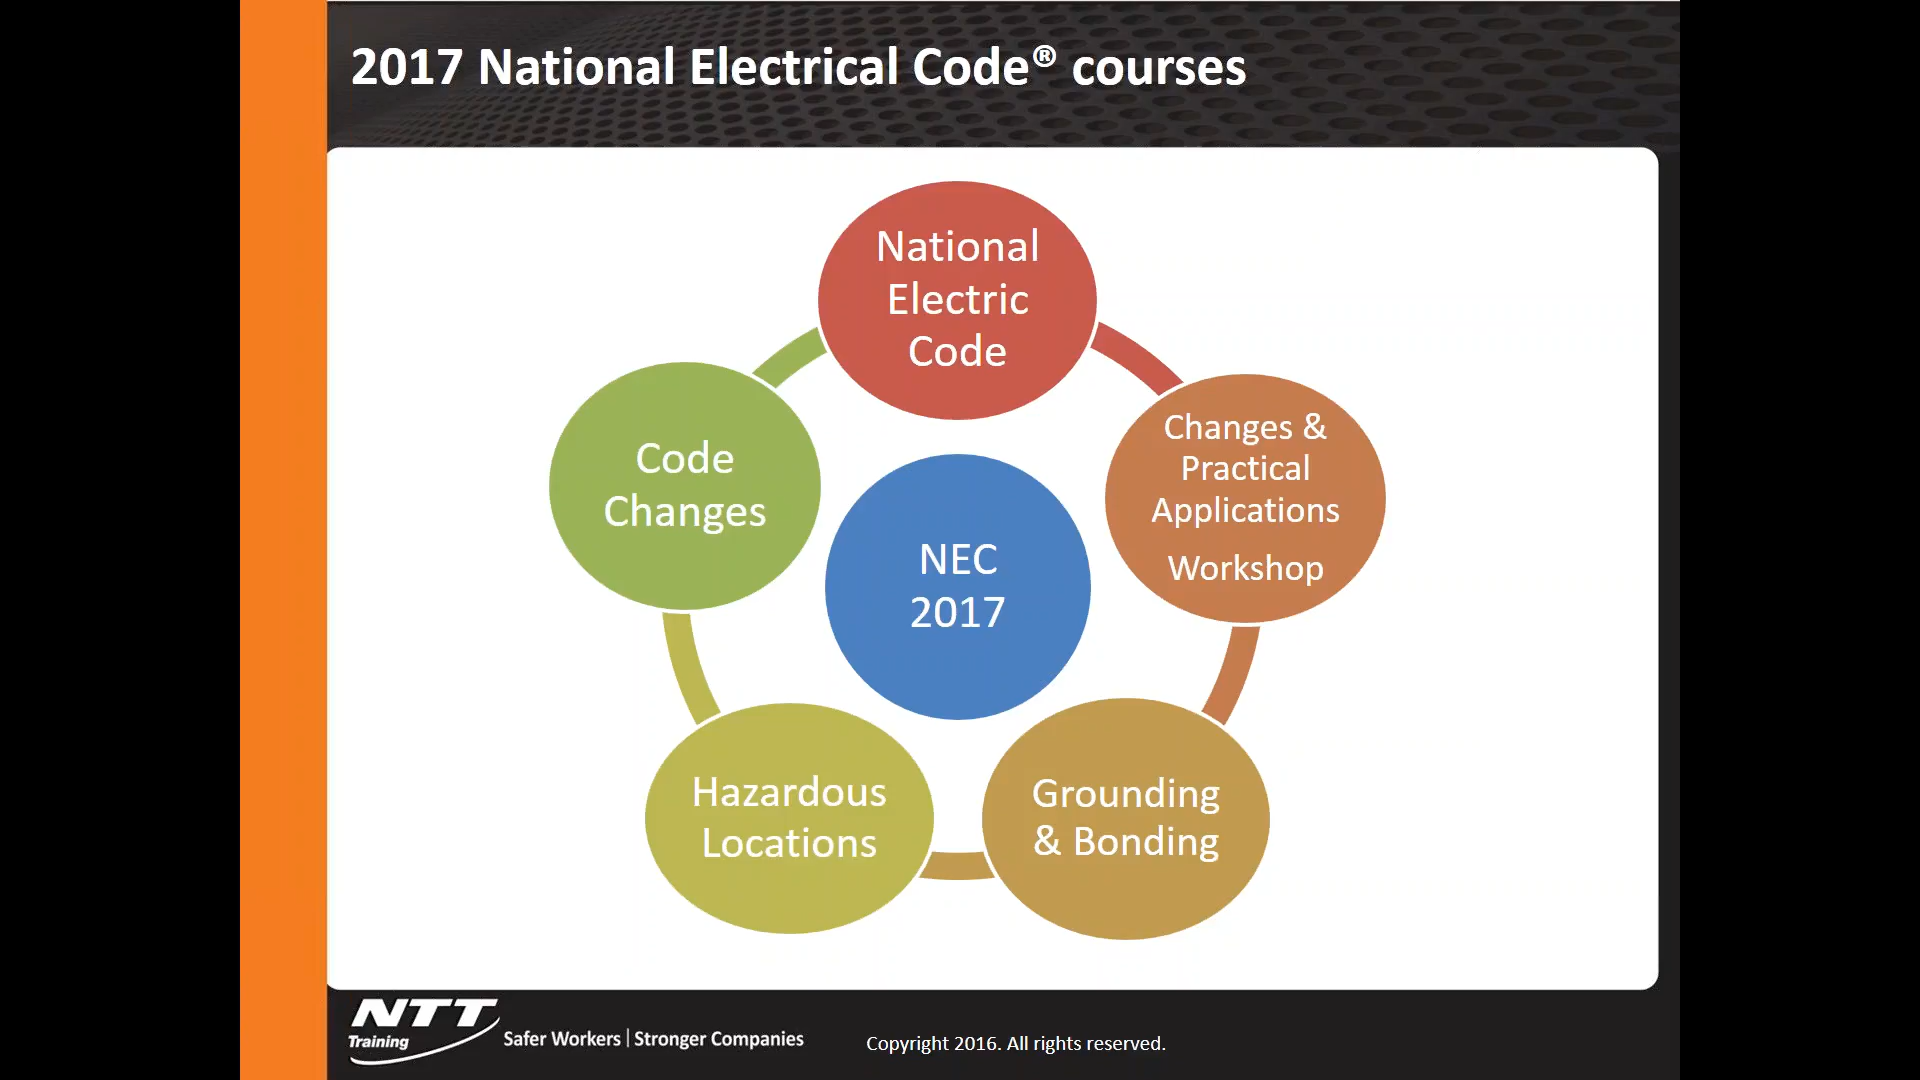 2017 National Electrical Code® courses
National
Electric
Code
Changes &
Practical
Applications
Workshop
Grounding
& Bonding
Hazardous
Locations
Code
Changes
NEC
2017
NTT
Training
Safer Workers | Stronger Companies
Copyright 2016. All rights reserved.